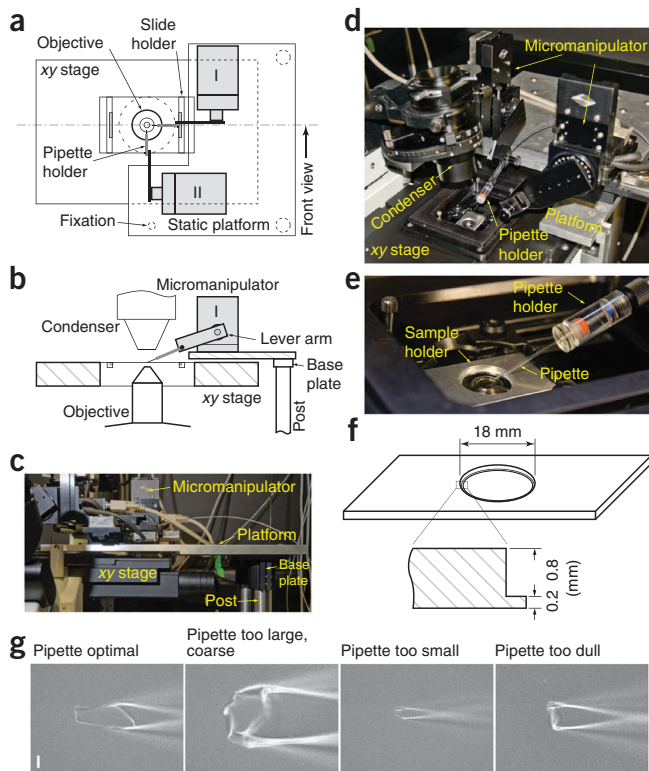 a
Objective
Slide holder
xy stage
I
Pipette holder
II
Fixation
Static platform
Front view
b
Micromanipulator
I
Condenser
Lever arm
Base plate
xy stage
Objective
Post
c
Micromanipulator
Platform
xy stage
Base plate
Post
d
Micromanipulator
Condenser
Platform
Pipette holder
xy stage
e
Pipette holder
Sample holder
Pipette
f
18 mm
0.2 0.8
(mm)
g
Pipette optimal
Pipette too large, coarse
Pipette too small
Pipette too dull